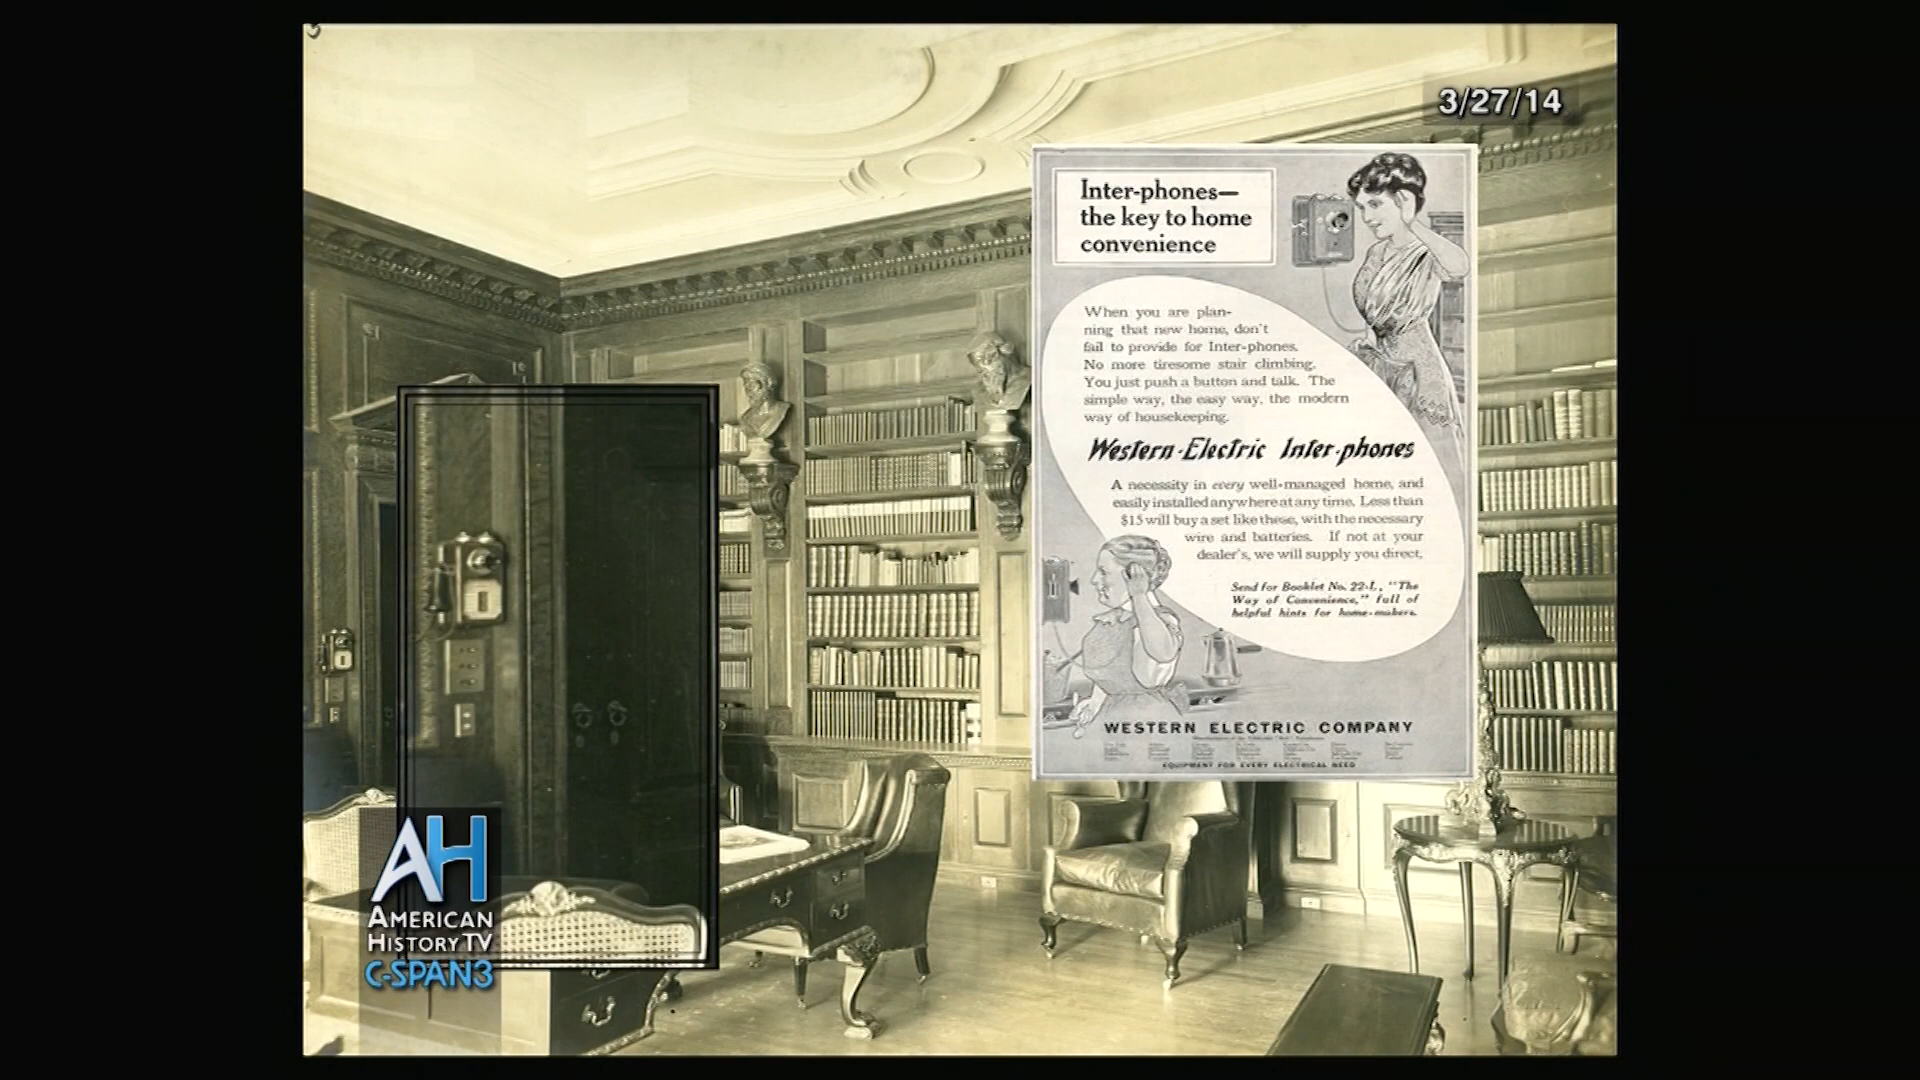 3/27/14
Inter-phones—
the key to home
convenience
When you are plan-
ning that new home, don't
fail to provide for Inter-phones.
No more tiresome stair climbing.
You just push a button and talk. The
simple way, the easy way, the modern
way of housekeeping.
Western-Electric Inter-phones
A necessity in every well-managed home, and
easily installed anywhere at any time. Less than
$15 will buy a set like these, with the necessary
wire and batteries. If not at your
dealer's, we will supply you direct.
Send for Booklet No. 22-L, "The
Way of Convenience," full of
helpful hints for home-makers.
WESTERN ELECTRIC COMPANY
EQUIPMENT FOR EVERY ELECTRICAL NEED
AH
AMERICAN
HISTORY TV
C-SPAN3